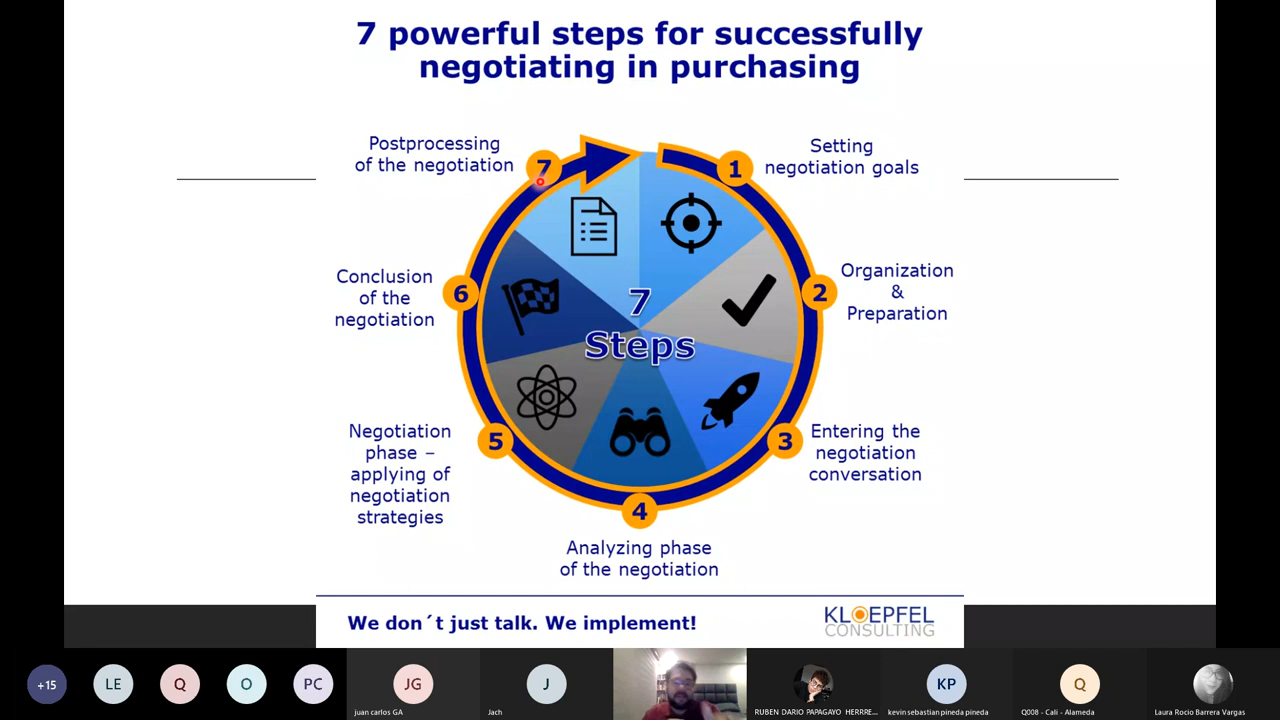 7 powerful steps for successfully
negotiating in purchasing
Postprocessing
of the negotiation
7
1
Setting
negotiation goals
Conclusion
of the
negotiation
6
2
Organization
&
Preparation
7
Steps
Negotiation
phase –
applying of
negotiation
strategies
5
3
Entering the
negotiation
conversation
4
Analyzing phase
of the negotiation
We don´t just talk. We implement!
KLOEPFEL
CONSULTING
+15
LE
Q
O
PC
JG
juan carlos GA
J
Jach
RUBEN DARIO PAPAGAYO HERRRE...
KP
kevin sebastian pineda pineda
Q
Q008 - Cali - Alameda
Laura Rocio Barrera Vargas